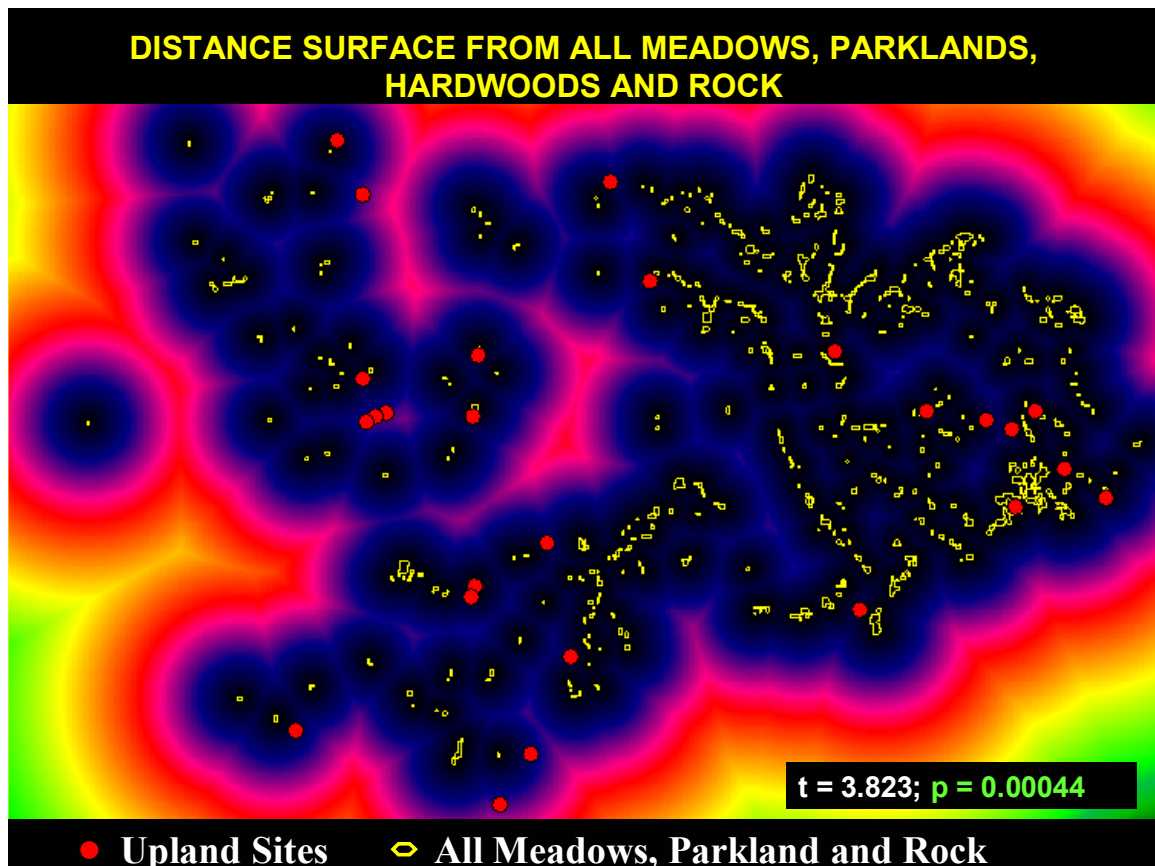 DISTANCE SURFACE FROM ALL MEADOWS, PARKLANDS,
HARDWOODS AND ROCK
t = 3.823; p = 0.00044
Upland Sites All Meadows, Parkland and Rock